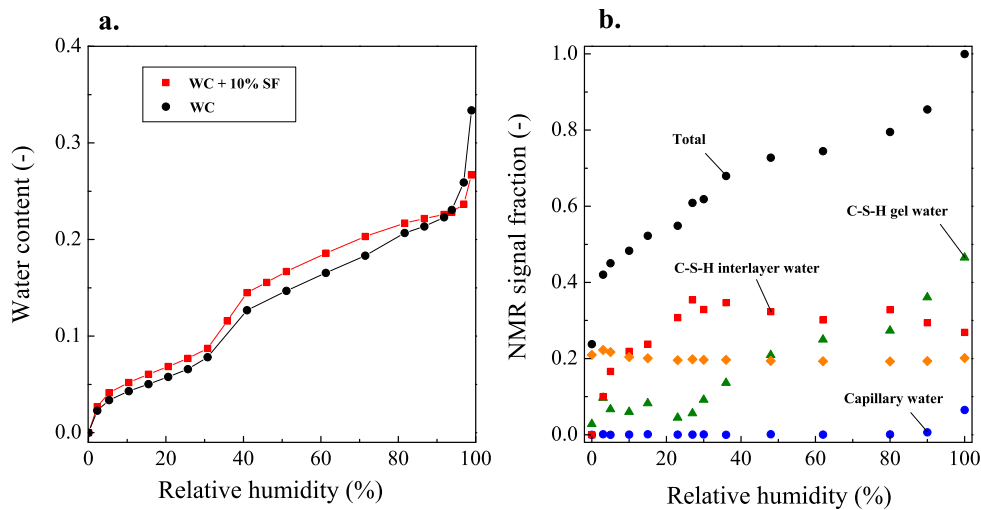 a.
0.4
0.3
0.2
0.1
0.0
Water content (-)
WC + 10% SF
WC
0 20 40 60 80 100
Relative humidity (%)
b.
1.0
0.8
0.6
0.4
0.2
0.0
NMR signal fraction (-)
Total
C-S-H gel water
C-S-H interlayer water
Capillary water
0 20 40 60 80 100
Relative humidity (%)